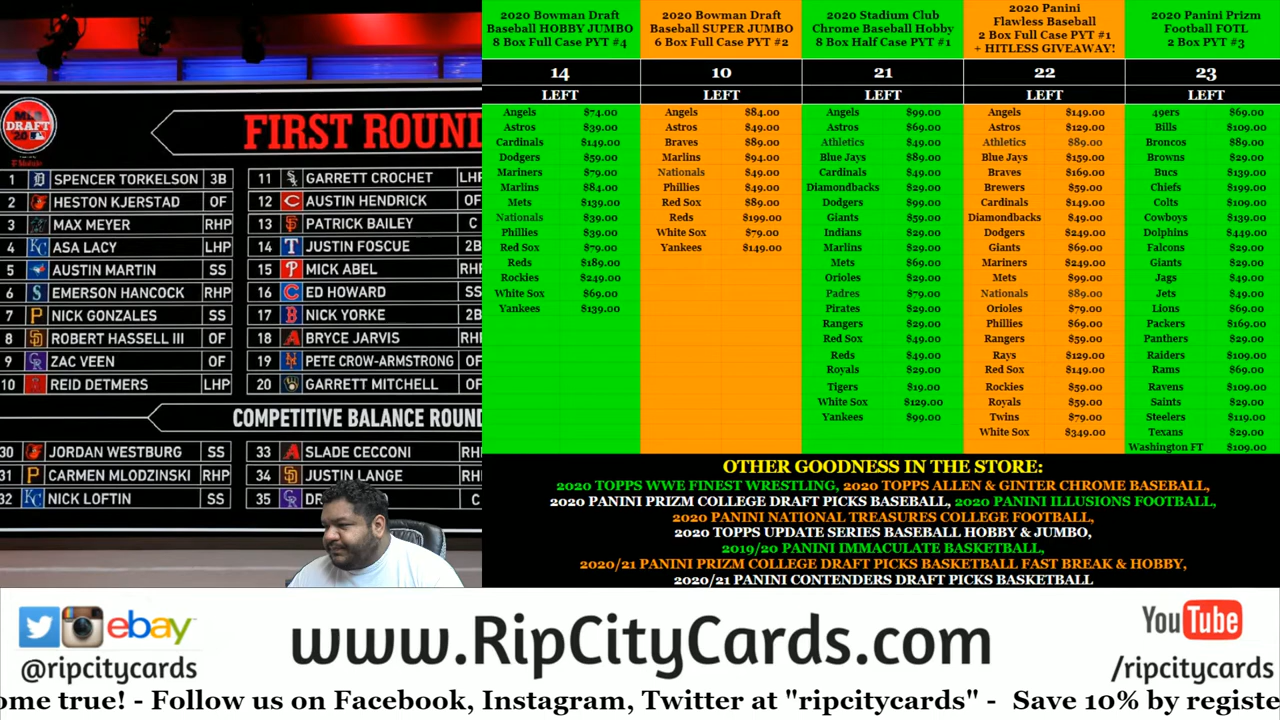 MLB
DRAFT
FIRST ROUN
1 SPENCER TORKELSON 3B
2 HESTON KJERSTAD OF
3 MAX MEYER RHP
4 ASA LACY LHP
5 AUSTIN MARTIN SS
6 EMERSON HANCOCK RHP
7 NICK GONZALES SS
8 ROBERT HASSELL III OF
9 ZAC VEEN OF
10 REID DETMERS LHP
11 GARRETT CROCHET LH
12 AUSTIN HENDRICK OF
13 PATRICK BAILEY C
14 JUSTIN FOSCUE 2B
15 MICK ABEL RH
16 ED HOWARD SS
17 NICK YORKE 2B
18 BRYCE JARVIS RH
19 PETE CROW-ARMSTRONG OF
20 GARRETT MITCHELL OF
COMPETITIVE BALANCE ROUN
30 JORDAN WESTBURG SS
31 CARMEN MLODZINSKI RHP
32 NICK LOFTIN SS
33 SLADE CECCONI RH
34 JUSTIN LANGE RH
35 DR C
2020 Bowman Draft
Baseball HOBBY JUMBO
8 Box Full Case PYT #4
14
LEFT
Angels $74.00
Astros $39.00
Cardinals $149.00
Dodgers $59.00
Mariners $79.00
Marlins $84.00
Mets $139.00
Nationals $39.00
Phillies $39.00
Red Sox $79.00
Reds $189.00
Rockies $249.00
White Sox $69.00
Yankees $139.00
2020 Bowman Draft
Baseball SUPER JUMBO
6 Box Full Case PYT #2
10
LEFT
Angels $84.00
Astros $49.00
Braves $89.00
Marlins $94.00
Nationals $49.00
Phillies $49.00
Red Sox $89.00
Reds $199.00
White Sox $79.00
Yankees $149.00
2020 Stadium Club
Chrome Baseball Hobby
8 Box Half Case PYT #1
21
LEFT
Angels $99.00
Astros $69.00
Athletics $49.00
Blue Jays $89.00
Cardinals $49.00
Diamondbacks $29.00
Dodgers $99.00
Giants $59.00
Indians $29.00
Marlins $29.00
Mets $69.00
Orioles $29.00
Padres $79.00
Pirates $29.00
Rangers $29.00
Red Sox $49.00
Reds $49.00
Royals $29.00
Tigers $19.00
White Sox $129.00
Yankees $99.00
2020 Panini
Flawless Baseball
2 Box Full Case PYT #1
+ HITLESS GIVEAWAY!
22
LEFT
Angels $149.00
Astros $129.00
Athletics $89.00
Blue Jays $159.00
Braves $169.00
Brewers $59.00
Cardinals $149.00
Diamondbacks $49.00
Dodgers $249.00
Giants $69.00
Mariners $249.00
Mets $99.00
Nationals $89.00
Orioles $79.00
Phillies $69.00
Rangers $59.00
Rays $129.00
Red Sox $149.00
Rockies $59.00
Royals $59.00
Twins $79.00
White Sox $349.00
2020 Panini Prizm
Football FOTL
2 Box PYT #3
23
LEFT
49ers $69.00
Bills $109.00
Broncos $89.00
Browns $29.00
Bucs $139.00
Chiefs $199.00
Colts $109.00
Cowboys $139.00
Dolphins $449.00
Falcons $29.00
Giants $29.00
Jags $49.00
Jets $49.00
Lions $69.00
Packers $169.00
Panthers $29.00
Raiders $109.00
Rams $69.00
Ravens $109.00
Saints $29.00
Steelers $119.00
Texans $29.00
Washington FT $109.00
OTHER GOODNESS IN THE STORE:
2020 TOPPS WWE FINEST WRESTLING, 2020 TOPPS ALLEN & GINTER CHROME BASEBALL,
2020 PANINI PRIZM COLLEGE DRAFT PICKS BASEBALL, 2020 PANINI ILLUSIONS FOOTBALL,
2020 PANINI NATIONAL TREASURES COLLEGE FOOTBALL,
2020 TOPPS UPDATE SERIES BASEBALL HOBBY & JUMBO,
2019/20 PANINI IMMACULATE BASKETBALL,
2020/21 PANINI PRIZM COLLEGE DRAFT PICKS BASKETBALL FAST BREAK & HOBBY,
2020/21 PANINI CONTENDERS DRAFT PICKS BASKETBALL
ebay
@ripcitycards
www.RipCityCards.com
YouTube
/ripcitycards
ome true! - Follow us on Facebook, Instagram, Twitter at "ripcitycards" - Save 10% by registe